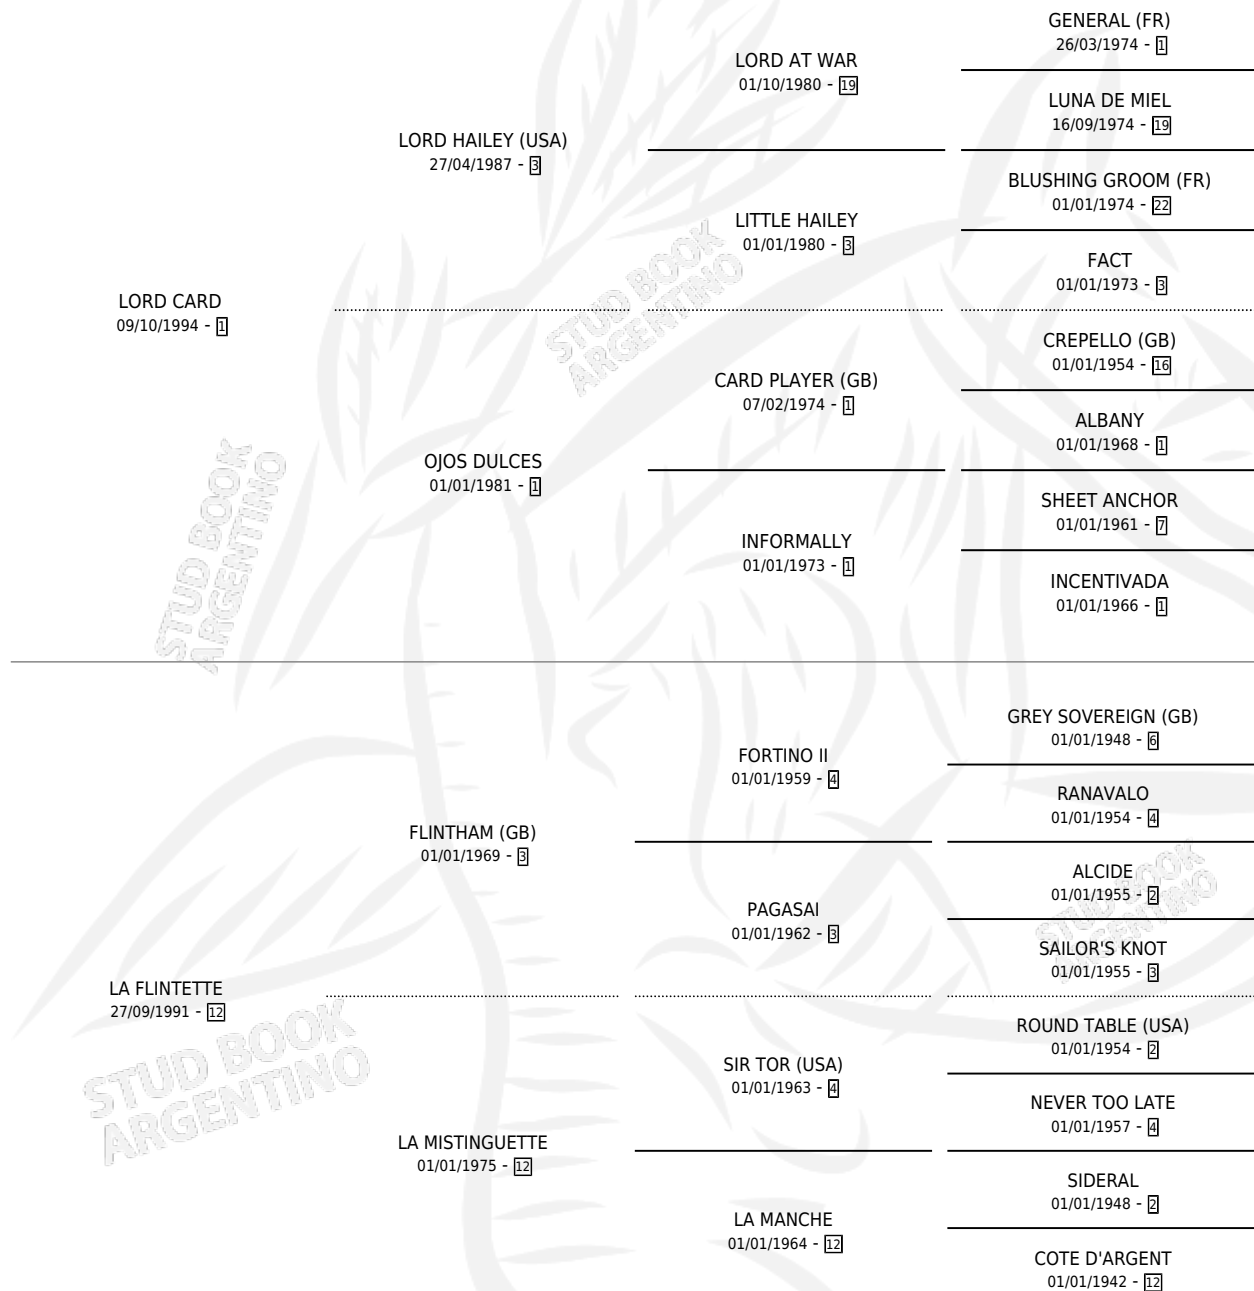 GENERAL (FR)
26/03/1974 - 1
LORD AT WAR
01/10/1980 - 19
LUNA DE MIEL
16/09/1974 - 19
LORD HAILEY (USA)
27/04/1987 - 3
BLUSHING GROOM (FR)
01/01/1974 - 22
LITTLE HAILEY
01/01/1980 - 3
FACT
01/01/1973 - 3
LORD CARD
09/10/1994 - 1
CREPELLO (GB)
01/01/1954 - 16
CARD PLAYER (GB)
07/02/1974 - 1
ALBANY
01/01/1968 - 1
OJOS DULCES
01/01/1981 - 1
SHEET ANCHOR
01/01/1961 - 7
INFORMALLY
01/01/1973 - 1
INCENTIVADA
01/01/1966 - 1
STUD BOOK
ARGENTINO
STUD BOOK
ARGENTINO
GREY SOVEREIGN (GB)
01/01/1948 - 6
FORTINO II
01/01/1959 - 4
RANAVALO
01/01/1954 - 4
FLINTHAM (GB)
01/01/1969 - 3
ALCIDE
01/01/1955 - 2
PAGASAI
01/01/1962 - 3
SAILOR'S KNOT
01/01/1955 - 3
LA FLINTETTE
27/09/1991 - 12
ROUND TABLE (USA)
01/01/1954 - 2
SIR TOR (USA)
01/01/1963 - 4
NEVER TOO LATE
01/01/1957 - 4
LA MISTINGUETTE
01/01/1975 - 12
SIDERAL
01/01/1948 - 2
LA MANCHE
01/01/1964 - 12
COTE D'ARGENT
01/01/1942 - 12
STUD BOOK
ARGENTINO
STUD BOOK
ARGENTINO